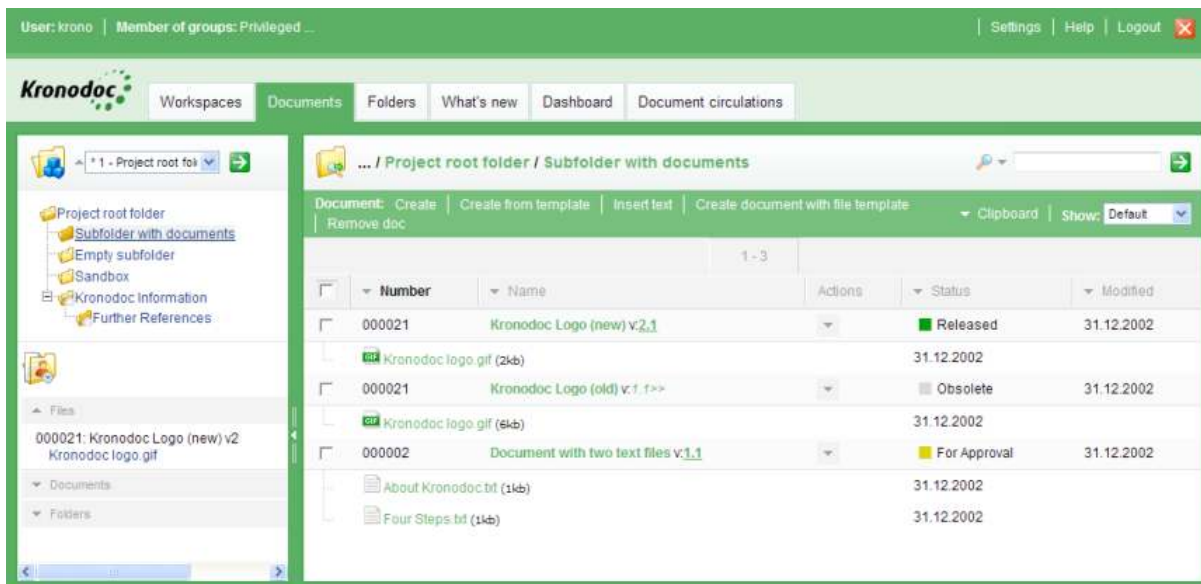 User: krono | Member of groups: Privileged ...
Settings | Help | Logout
Kronodoc
Workspaces Documents Folders What's new Dashboard Document circulations
* 1 - Project root fol
... / Project root folder / Subfolder with documents
Project root folder
Subfolder with documents
Empty subfolder
Sandbox
Kronodoc Information
Further References
Files
000021: Kronodoc Logo (new) v2
Kronodoc logo.gif
Documents
Folders
Document: Create | Create from template | Insert text | Create document with file template
Remove doc
Clipboard | Show: Default
1 - 3
Number Name Actions Status Modified
000021 Kronodoc Logo (new) v:2.1 Released 31.12.2002
GIF Kronodoc logo.gif (2kb) 31.12.2002
000021 Kronodoc Logo (old) v:1.1>> Obsolete 31.12.2002
GIF Kronodoc logo.gif (6kb) 31.12.2002
000002 Document with two text files v:1.1 For Approval 31.12.2002
About Kronodoc.txt (1kb) 31.12.2002
Four Steps.txt (1kb) 31.12.2002